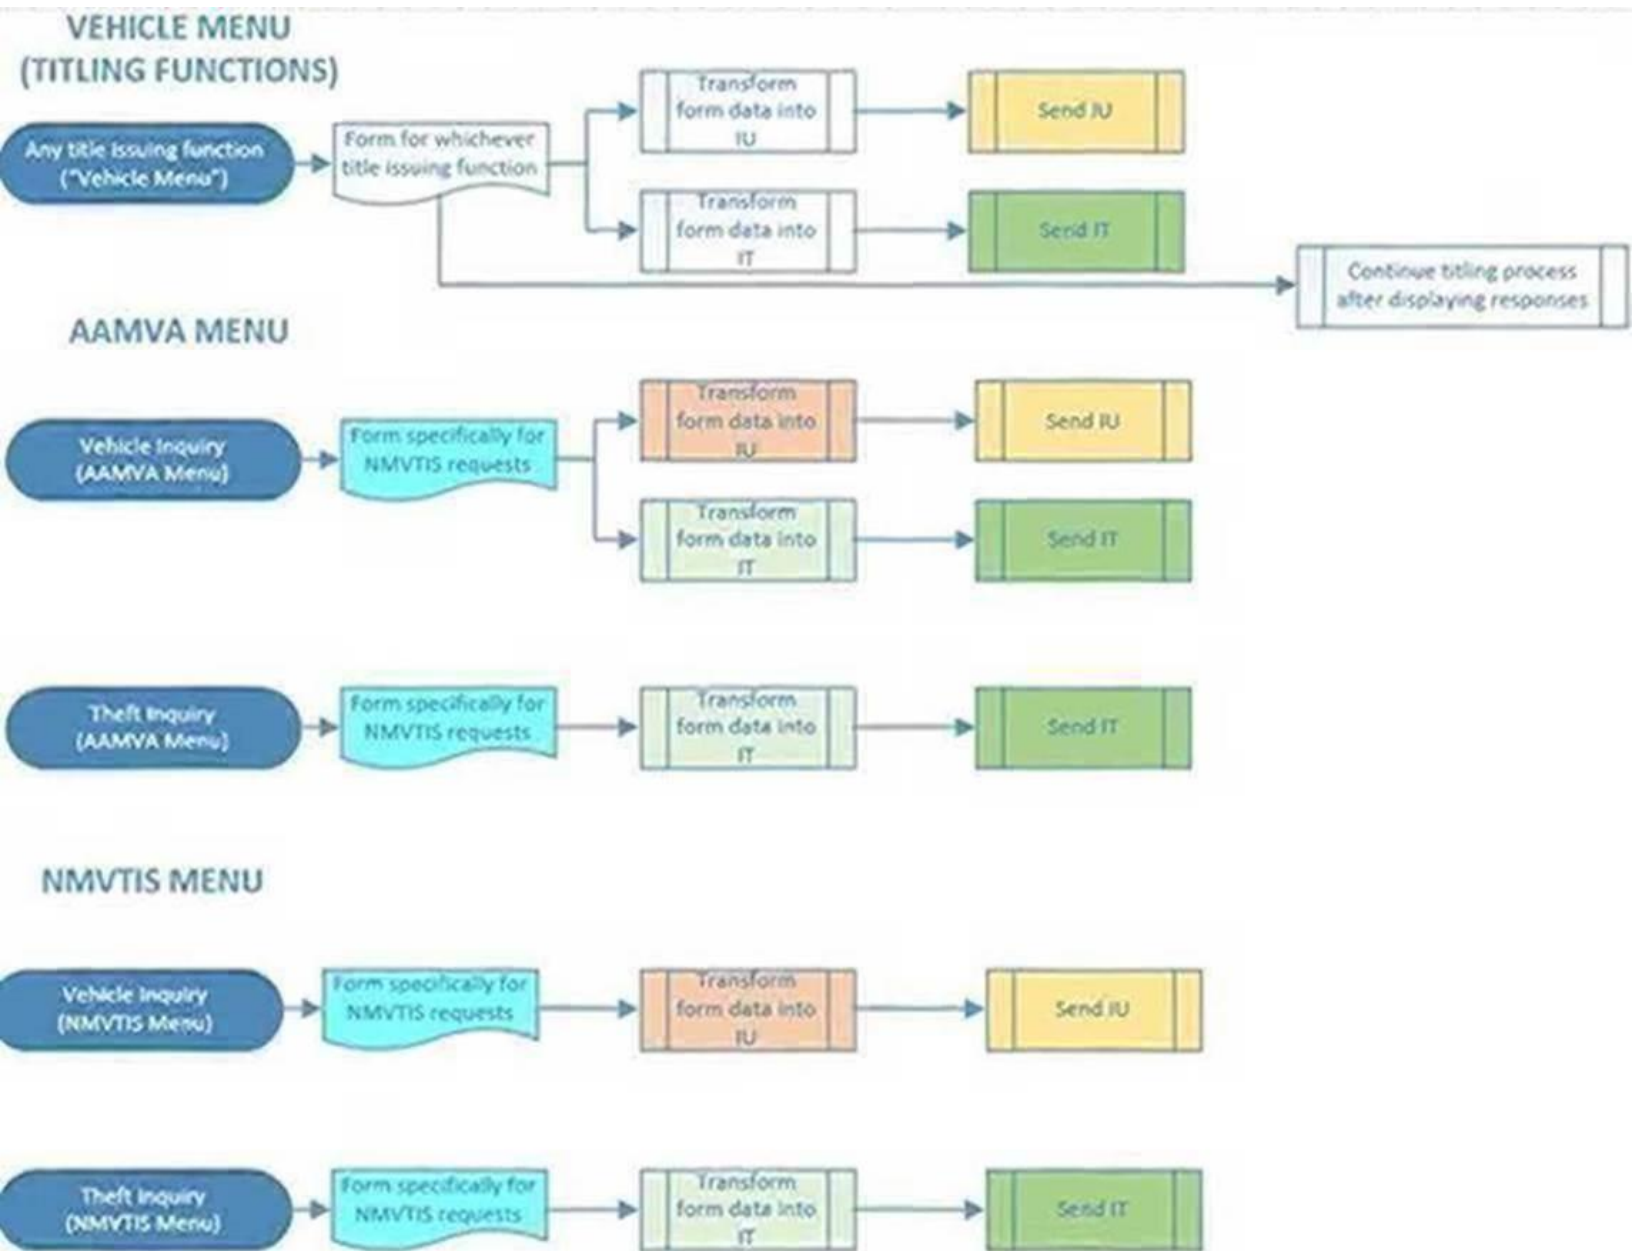 VEHICLE MENU
(TITLING FUNCTIONS)
Any title issuing function
("Vehicle Menu")
Form for whichever
title issuing function
Transform
form data into
IU
Send IU
Transform
form data into
IT
Send IT
Continue titling process
after displaying responses
AAMVA MENU
Vehicle Inquiry
(AAMVA Menu)
Form specifically for
NMVTIS requests
Transform
form data into
IU
Send IU
Transform
form data into
IT
Send IT
Theft Inquiry
(AAMVA Menu)
Form specifically for
NMVTIS requests
Transform
form data into
IT
Send IT
NMVTIS MENU
Vehicle Inquiry
(NMVTIS Menu)
Form specifically for
NMVTIS requests
Transform
form data into
IU
Send IU
Theft Inquiry
(NMVTIS Menu)
Form specifically for
NMVTIS requests
Transform
form data into
IT
Send IT